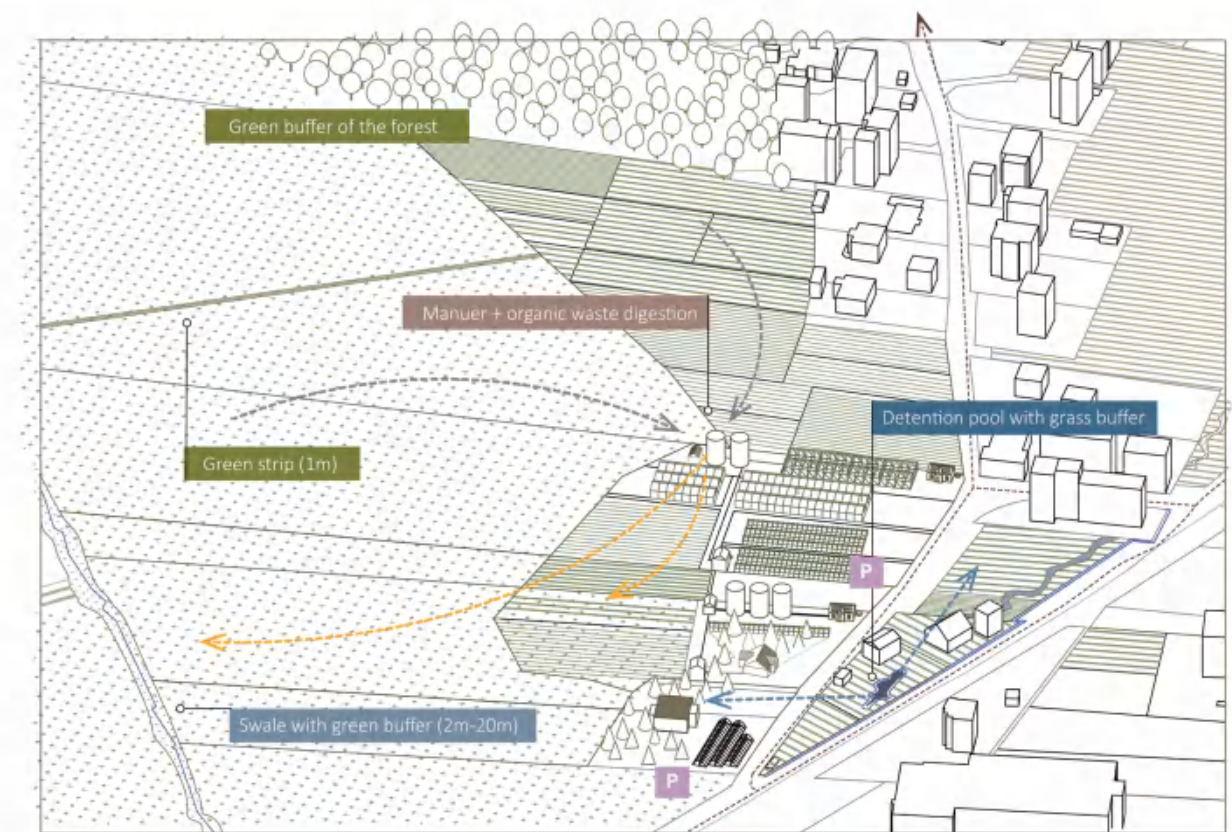 Green buffer of the forest
Manuer + organic waste digestion
Detention pool with grass buffer
Green strip (1m)
P
Swale with green buffer (2m-20m)
P